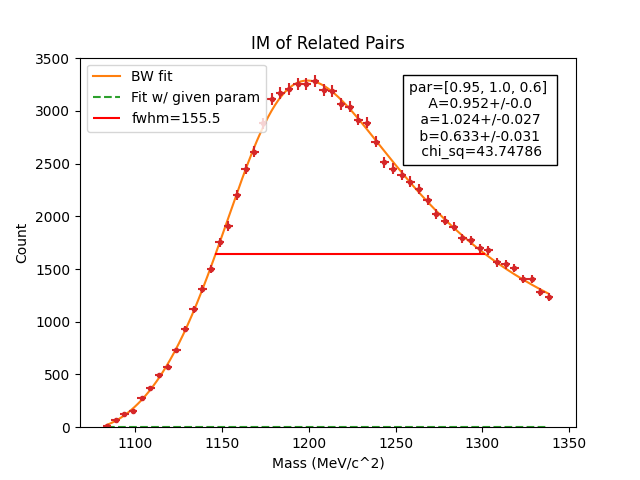 IM of Related Pairs
3500
3000
2500
2000
1500
1000
500
0
Count
BW fit
Fit w/ given param
fwhm=155.5
par=[0.95, 1.0, 0.6]
A=0.952+/-0.0
a=1.024+/-0.027
b=0.633+/-0.031
chi_sq=43.74786
1100 1150 1200 1250 1300 1350
Mass (MeV/c^2)